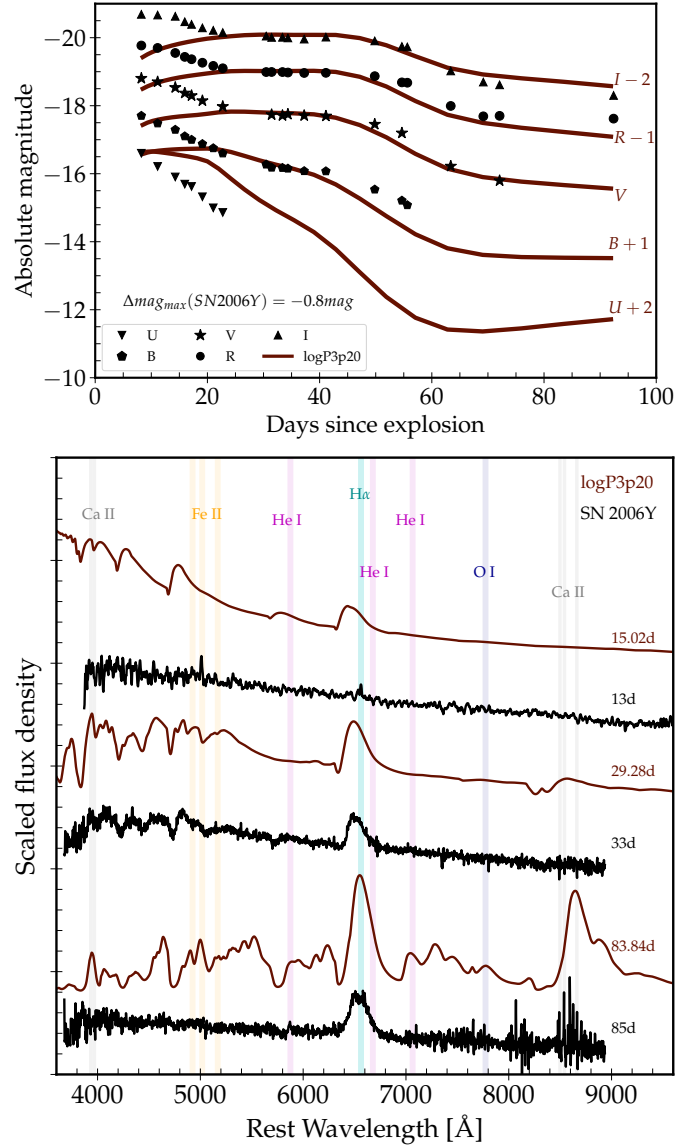 −20
−18
−16
−14
−12
−10
Absolute magnitude
I − 2
R − 1
V
B + 1
U + 2
Δmag_max(SN2006Y) = −0.8mag
U V I
B R logP3p20
0 20 40 60 80 100
Days since explosion
logP3p20
Hα
Ca II Fe II He I He I SN 2006Y
He I O I
Ca II
15.02d
13d
29.28d
33d
83.84d
85d
Scaled flux density
4000 5000 6000 7000 8000 9000
Rest Wavelength [Å]